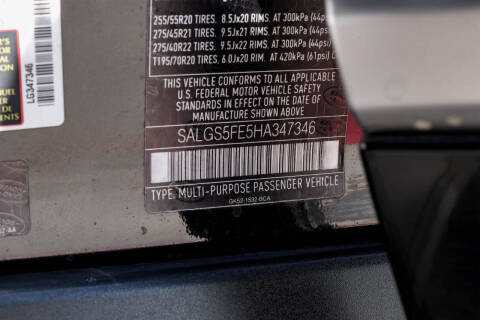 255/55R20 TIRES, 8.5Jx20 RIMS, AT 300kPa (44ps
275/45R21 TIRES, 9.5Jx21 RIMS, AT 300kPa (44ps
275/40R22 TIRES, 9.5Jx22 RIMS, AT 300kPa (44psi
T195/70R20 TIRES, 6.0Jx20 RIM, AT 420kPa (61psi) C
THIS VEHICLE CONFORMS TO ALL APPLICABLE
U.S. FEDERAL MOTOR VEHICLE SAFETY
STANDARDS IN EFFECT ON THE DATE OF
MANUFACTURE SHOWN ABOVE
SALGS5FE5HA347346
TYPE: MULTI-PURPOSE PASSENGER VEHICLE
GK52-1532-BCA
LG347346